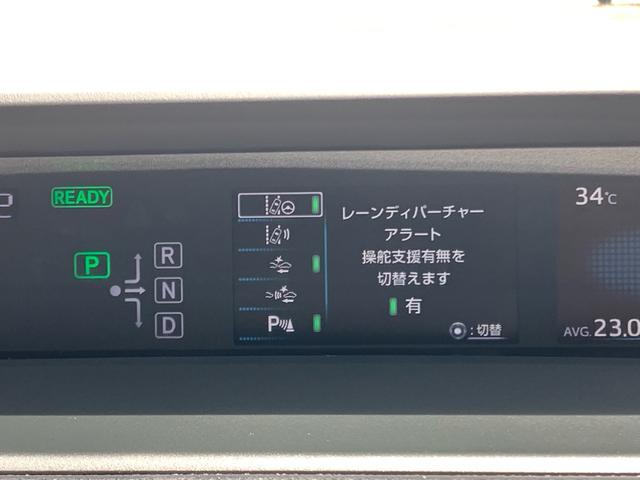 READY
P
R
N
D
P
レーンディパーチャー
アラート
操舵支援有無を
切替えます
有
:切替
34℃
AVG.23.0